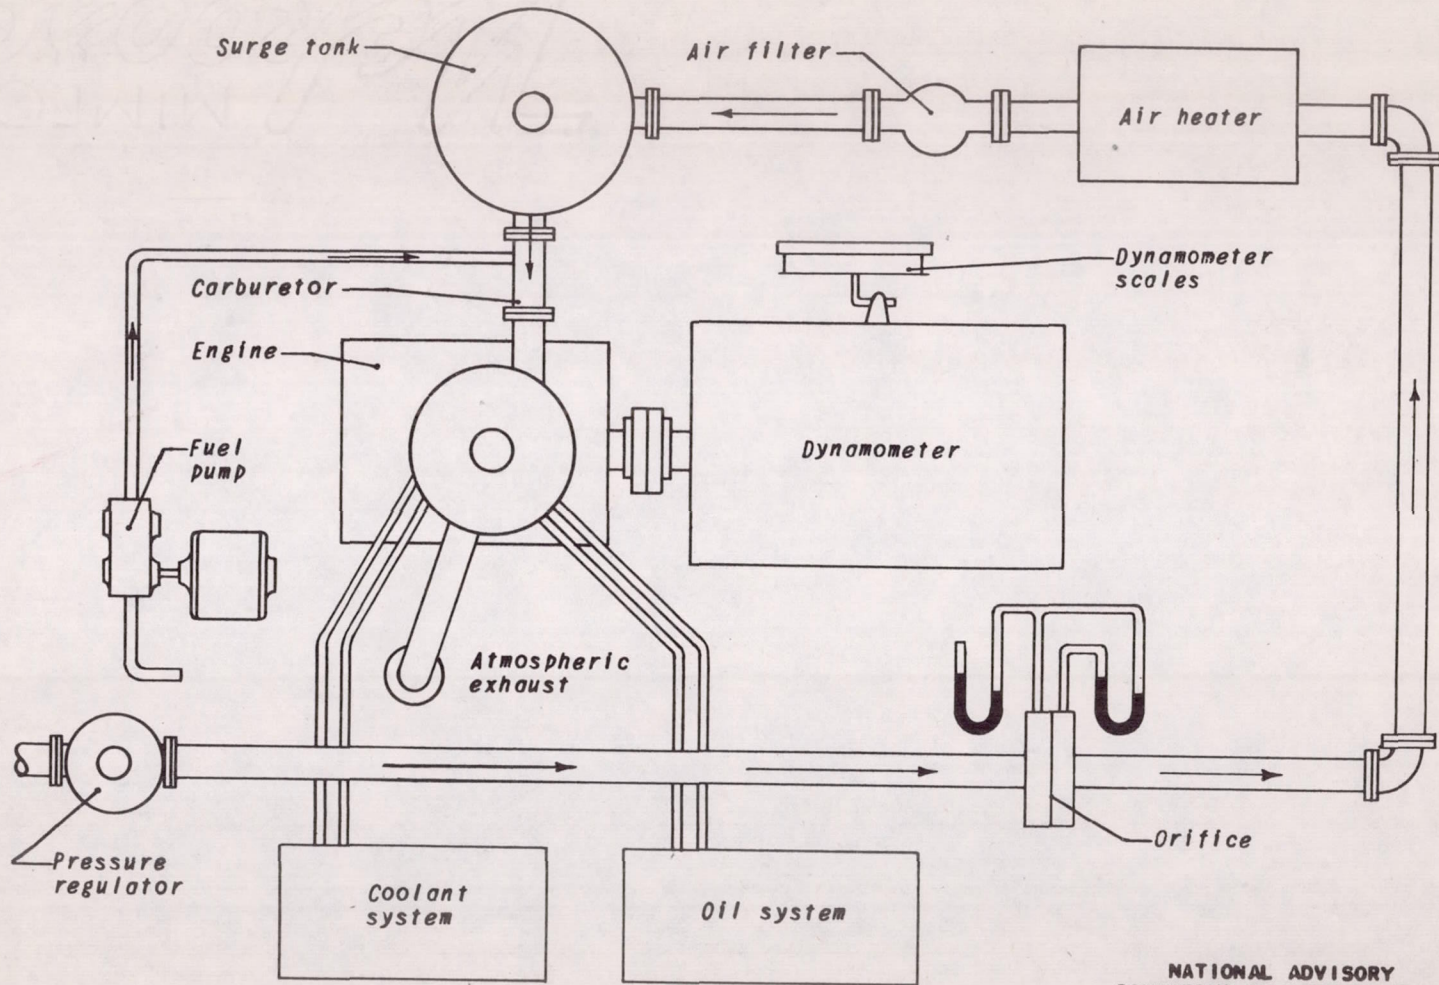 Surge tank
Air filter
Air heater
Dynamometer
scales
Carburetor
Engine
Fuel
pump
Dynamometer
Atmospheric
exhaust
Pressure
regulator
Orifice
Coolant
system
Oil system
NATIONAL ADVISORY